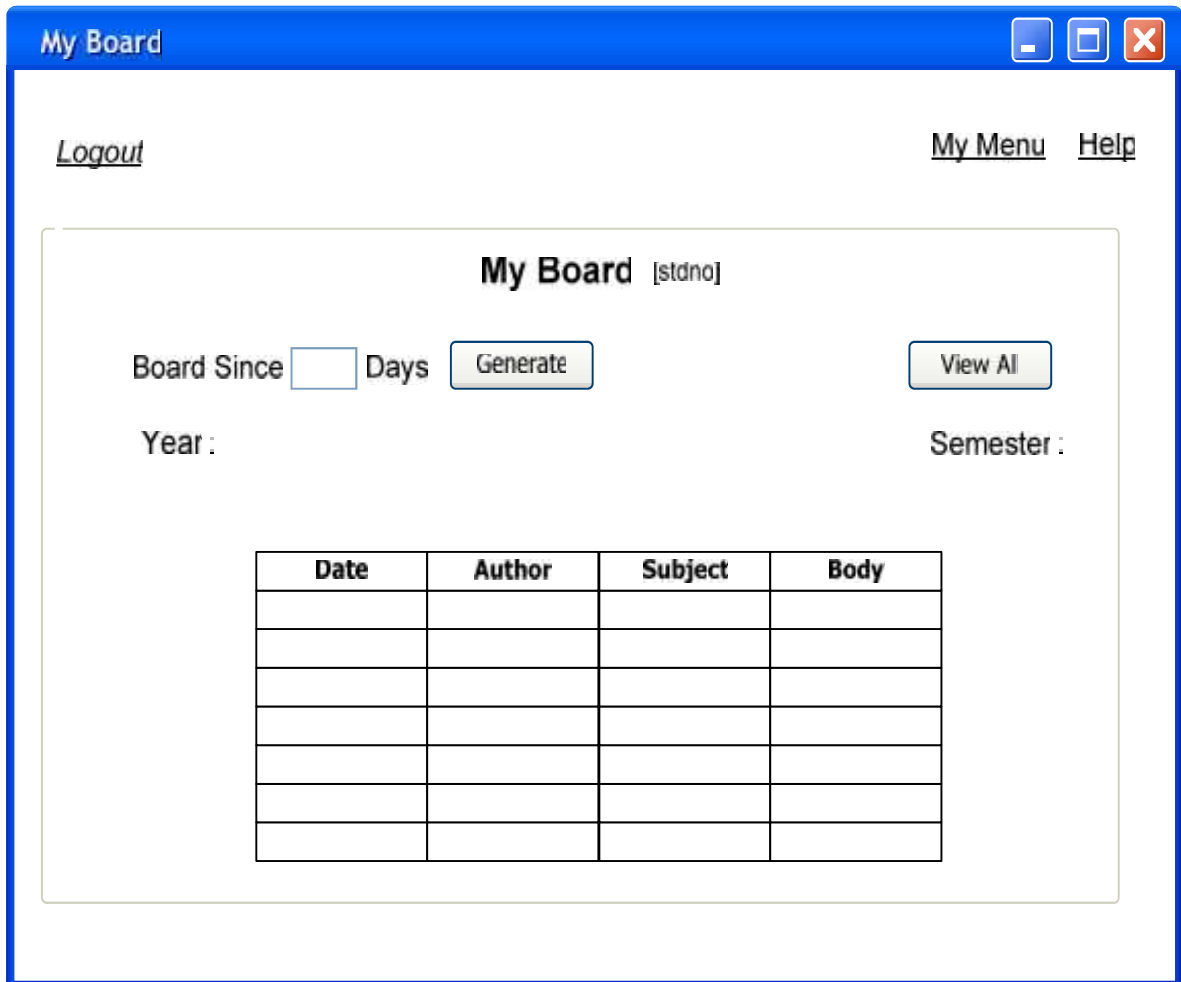 My Board
Logout My Menu Help
My Board [stdno]
Board Since Days Generate View Al
Year : Semester :
Date Author Subject Body